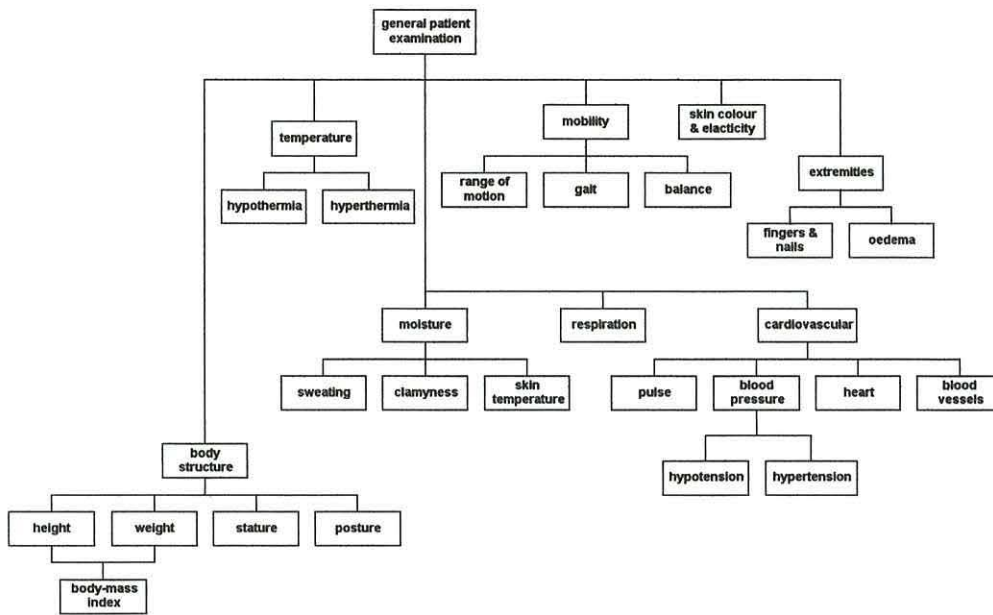 general patient
examination
mobility
skin colour
& elacticity
temperature
extremities
range of
motion
gait
balance
hypothermia
hyperthermia
fingers &
nails
oedema
moisture
respiration
cardiovascular
sweating
clamyness
skin
temperature
pulse
blood
pressure
heart
blood
vessels
body
structure
hypotension
hypertension
height
weight
stature
posture
body-mass
index